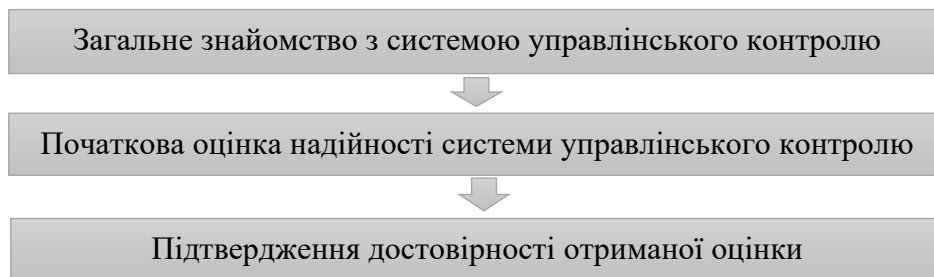 Загальне знайомство з системою управлінського контролю
Початкова оцінка надійності системи управлінського контролю
Підтвердження достовірності отриманої оцінки